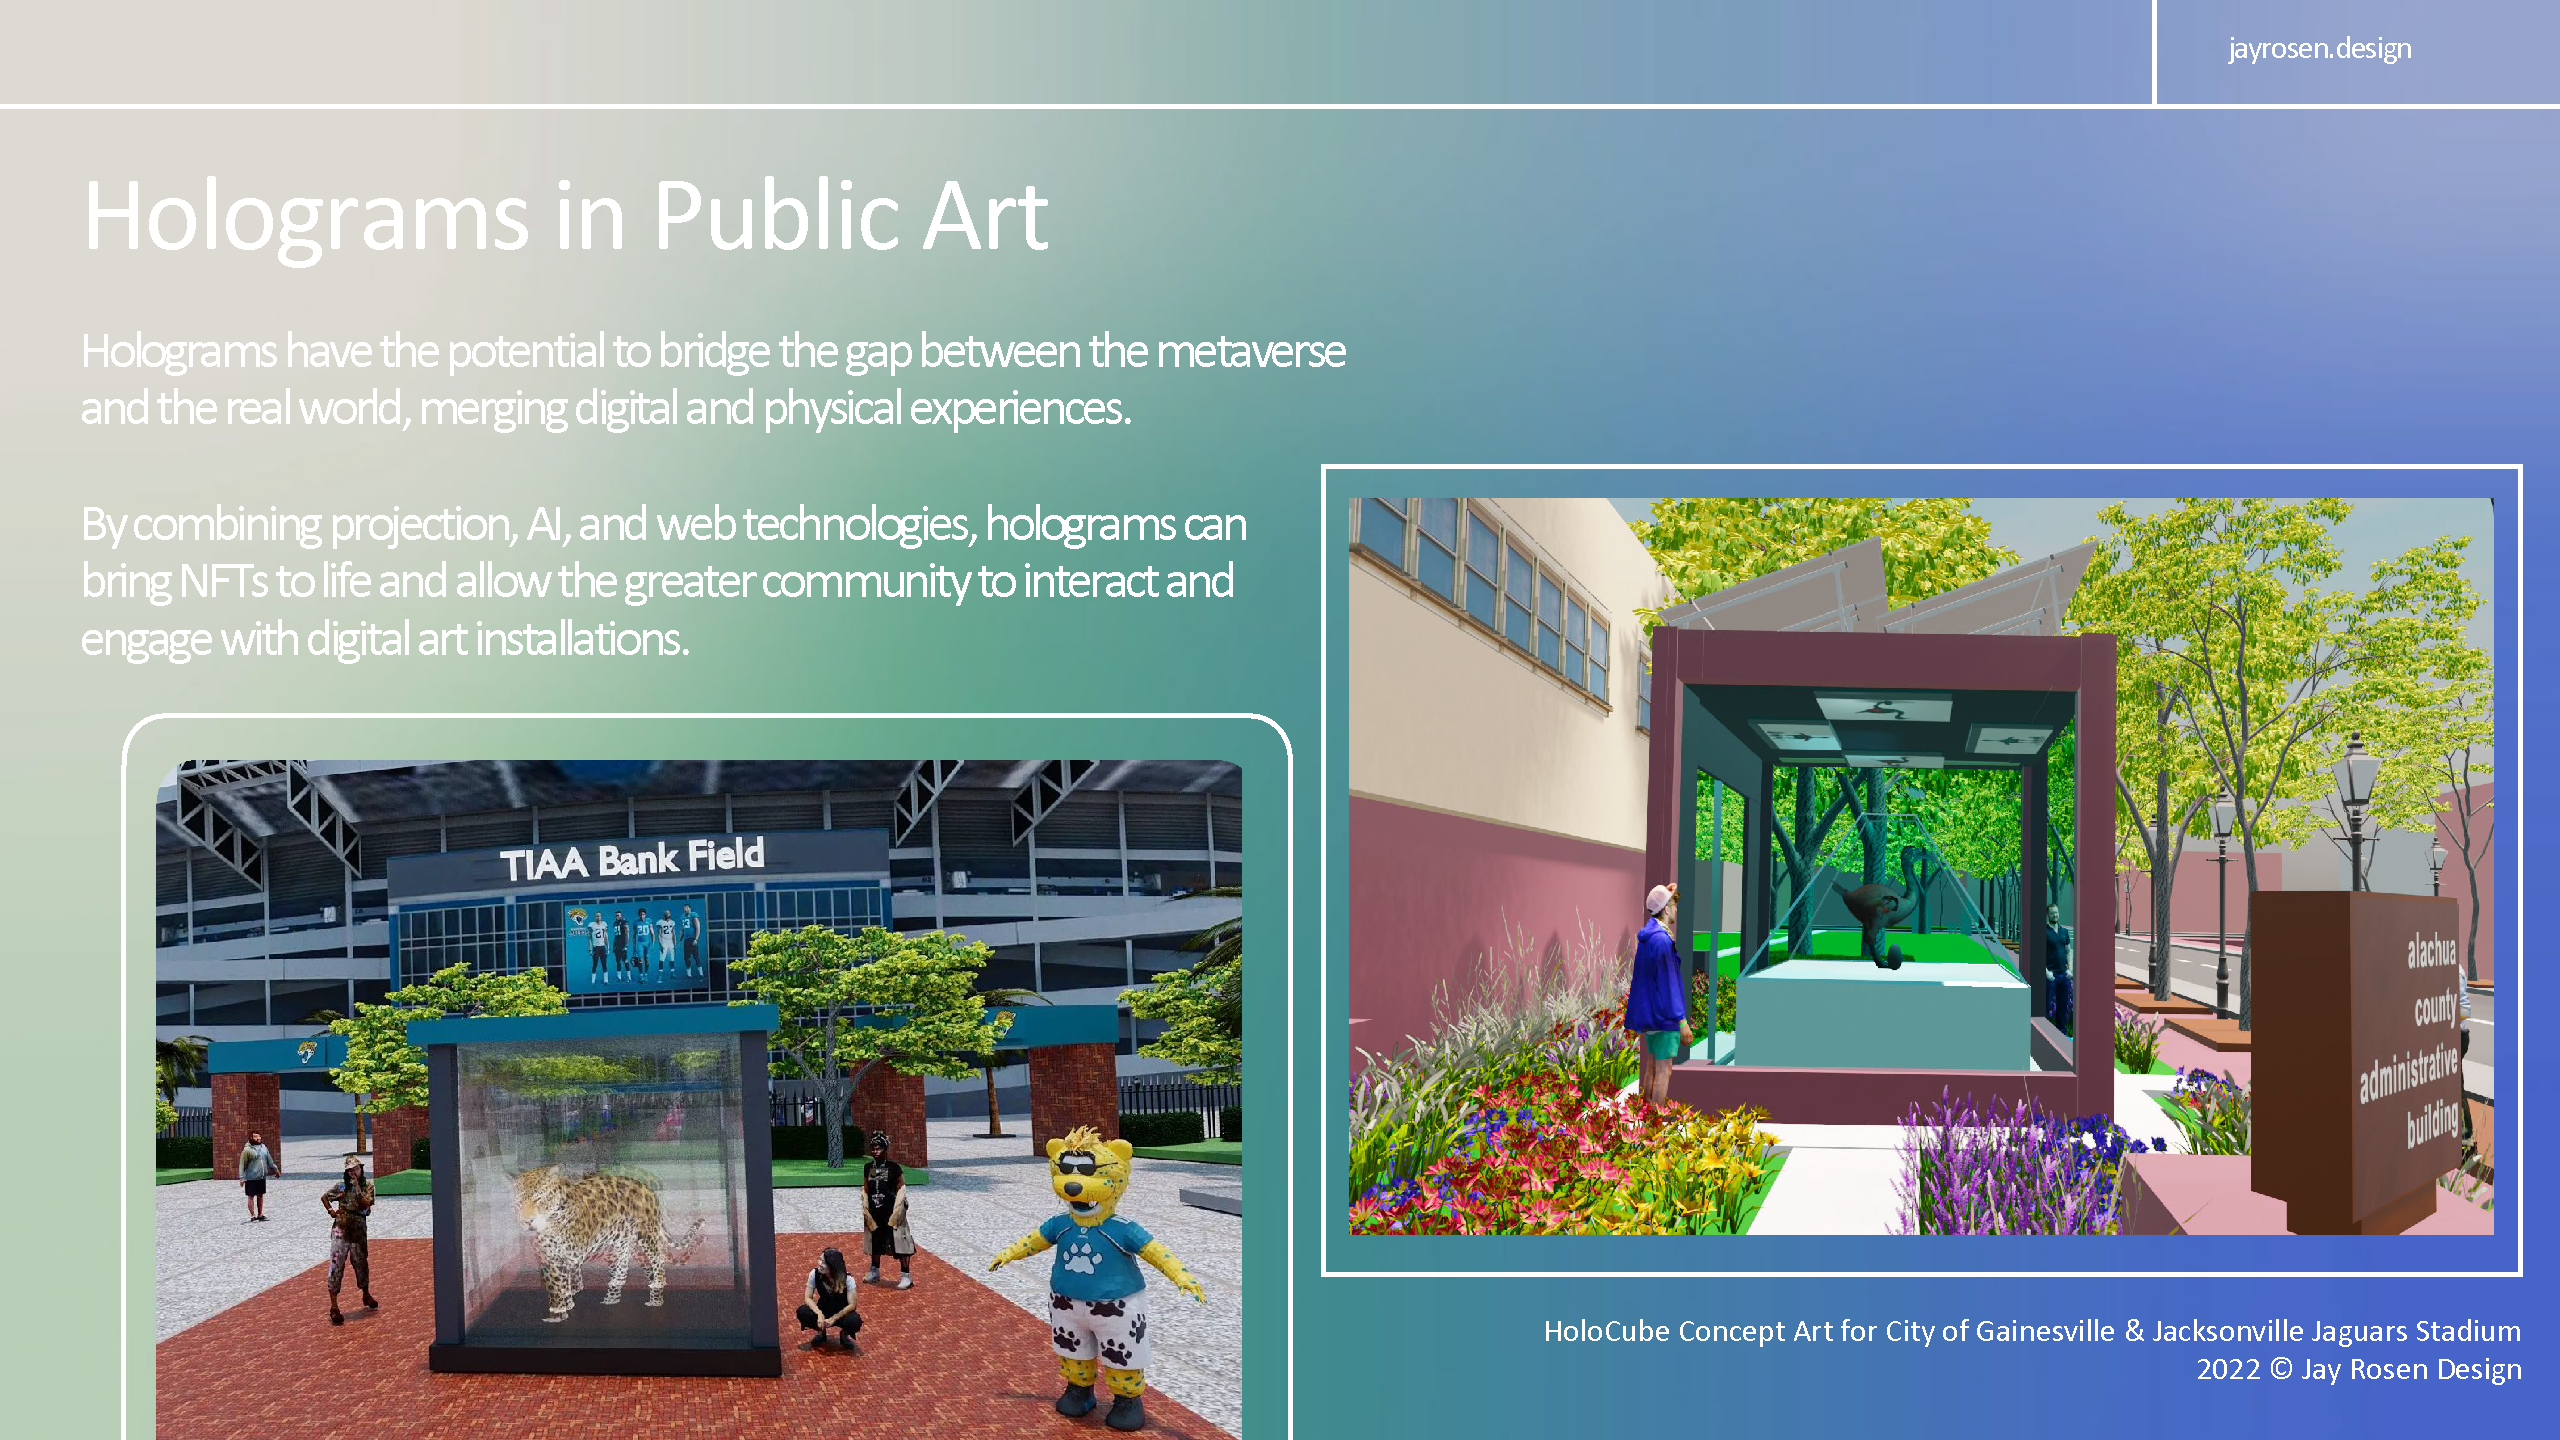 jayrosen.design
Holograms in Public Art
Holograms have the potential to bridge the gap between the metaverse
and the real world, merging digital and physical experiences.
By combining projection, AI, and web technologies, holograms can
bring NFTs to life and allow the greater community to interact and
engage with digital art installations.
TIAA Bank Field
alachua
county
administrative
building
HoloCube Concept Art for City of Gainesville & Jacksonville Jaguars Stadium
2022 © Jay Rosen Design